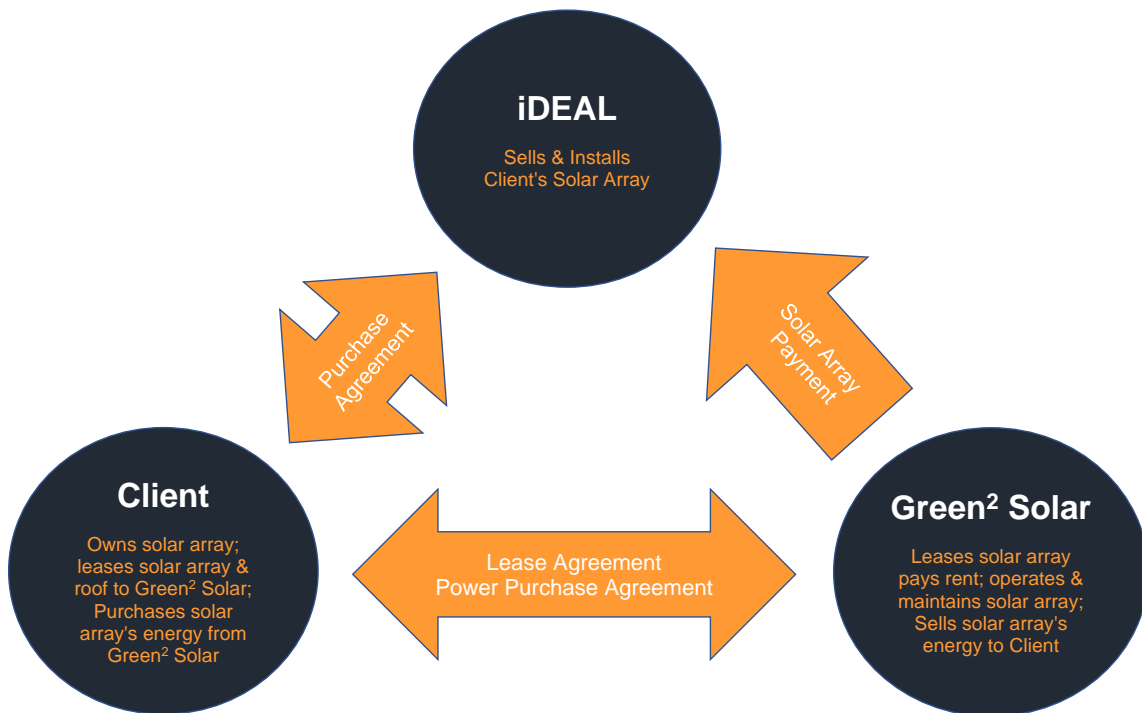 iDEAL
Sells & Installs
Client's Solar Array
Purchase
Agreement
Solar Array
Payment
Client
Owns solar array;
leases solar array &
roof to Green² Solar;
Purchases solar
array's energy from
Green² Solar
Lease Agreement
Power Purchase Agreement
Green² Solar
Leases solar array
pays rent; operates &
maintains solar array;
Sells solar array's
energy to Client